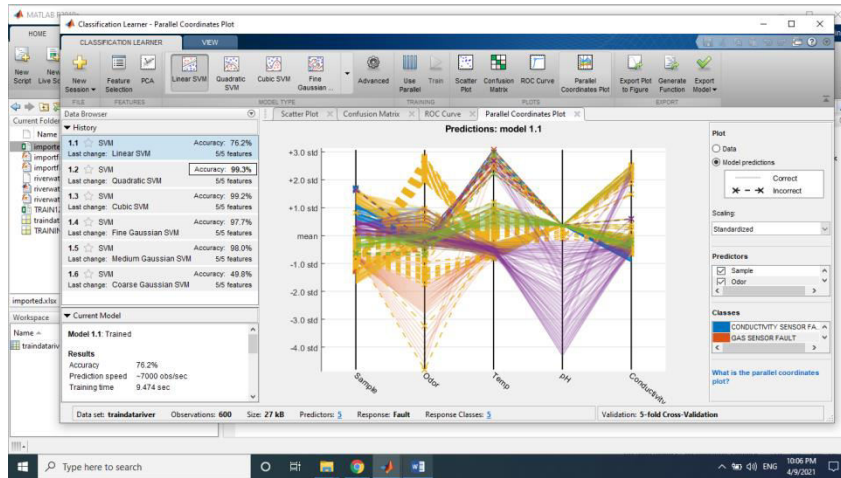 Classification Learner - Parallel Coordinates Plot
HOME
CLASSIFICATION LEARNER
VIEW
New Script
New
New Session
Feature Selection
PCA
Linear SVM
Quadratic SVM
Cubic SVM
Fine Gaussian ...
Advanced
Use Parallel
Train
Scatter Plot
Confusion Matrix
ROC Curve
Parallel Coordinates Plot
Export Plot to Figure
Generate Function
Export Model
FILE
FEATURES
MODEL TYPE
TRAINING
PLOTS
EXPORT
Current Folder
Name
imported.xlsx
Workspace
Name
traindatariv
Data Browser
History
1.1 SVM Accuracy: 76.2%
Last change: Linear SVM 5/5 features
1.2 SVM Accuracy: 99.3%
Last change: Quadratic SVM 5/5 features
1.3 SVM Accuracy: 99.2%
Last change: Cubic SVM 5/5 features
1.4 SVM Accuracy: 97.7%
Last change: Fine Gaussian SVM 5/5 features
1.5 SVM Accuracy: 98.0%
Last change: Medium Gaussian SVM 5/5 features
1.6 SVM Accuracy: 49.8%
Last change: Coarse Gaussian SVM 5/5 features
Current Model
Model 1.1: Trained
Results
Accuracy 76.2%
Prediction speed ~7000 obs/sec
Training time 9.474 sec
Scatter Plot
Confusion Matrix
ROC Curve
Parallel Coordinates Plot
Predictions: model 1.1
+3.0 std
+2.0 std
+1.0 std
mean
-1.0 std
-2.0 std
-3.0 std
-4.0 std
Sample
Odor
Temp
pH
Conductivity
Plot
Data
Model predictions
Correct
Incorrect
Scaling:
Standardized
Predictors
Sample
Odor
Classes
CONDUCTIVITY SENSOR FA..
GAS SENSOR FAULT
What is the parallel coordinates plot?
Data set: traindatariver Observations: 600 Size: 27 kB Predictors: 5 Response: Fault Response Classes: 5
Validation: 5-fold Cross-Validation
Type here to search
ENG
10:06 PM
4/9/2021